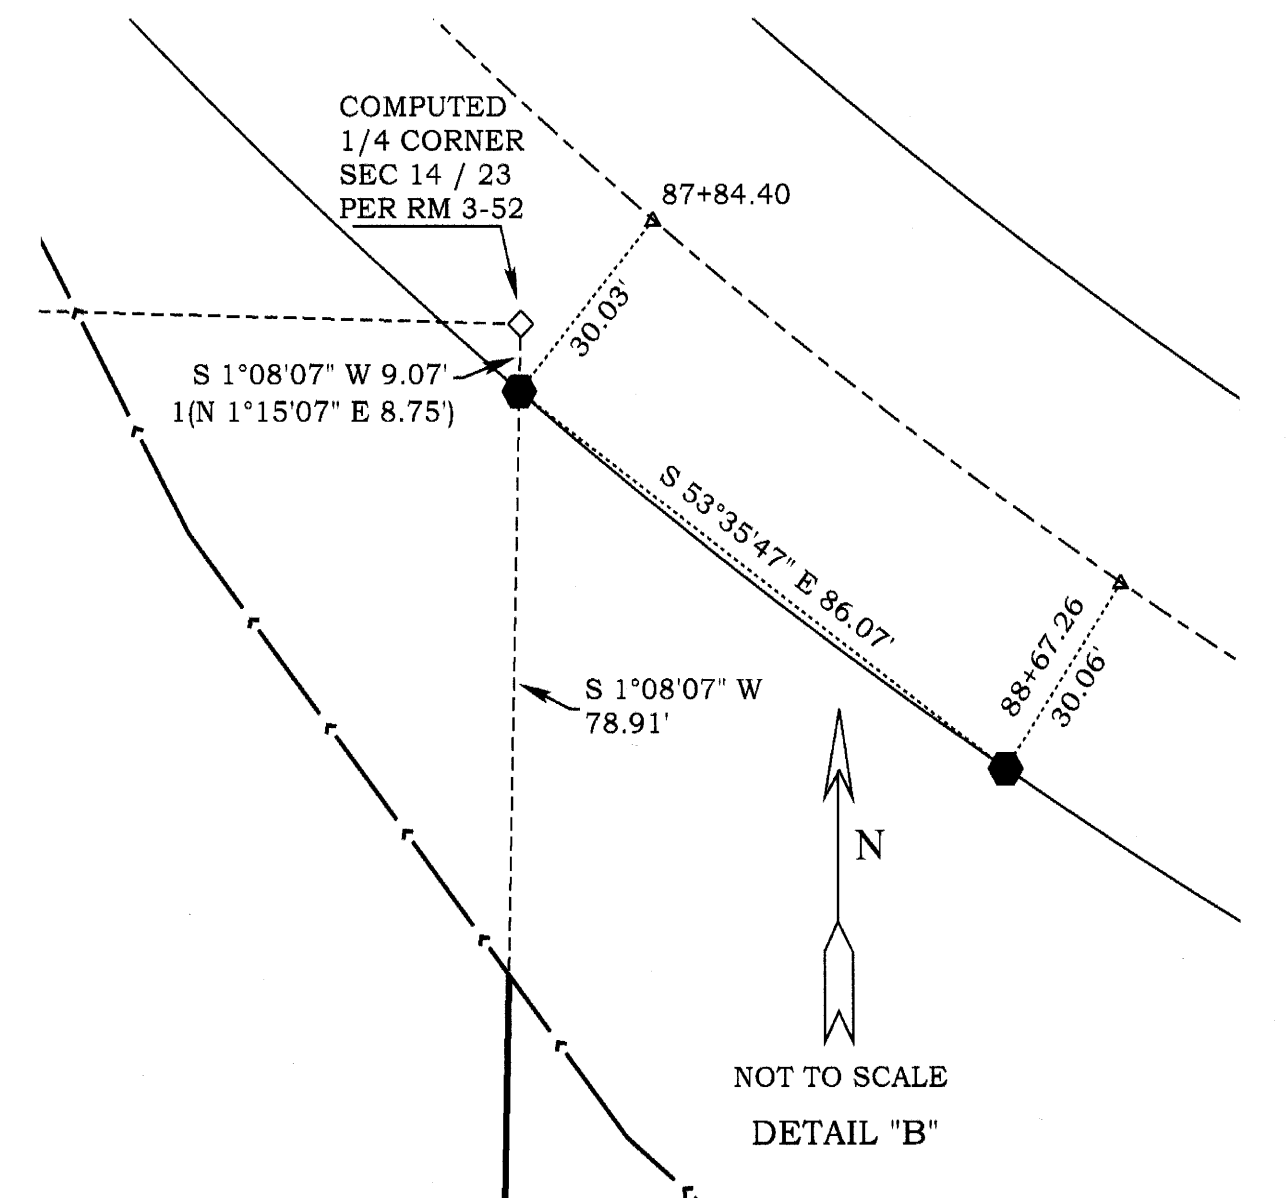 COMPUTED
1/4 CORNER
SEC 14 / 23
PER RM 3-52
87+84.40
30.03'
S 1°08'07" W 9.07'
1(N 1°15'07" E 8.75')
S 53°35'47" E 86.07'
88+67.26
30.06'
S 1°08'07" W
78.91'
N
NOT TO SCALE
DETAIL "B"